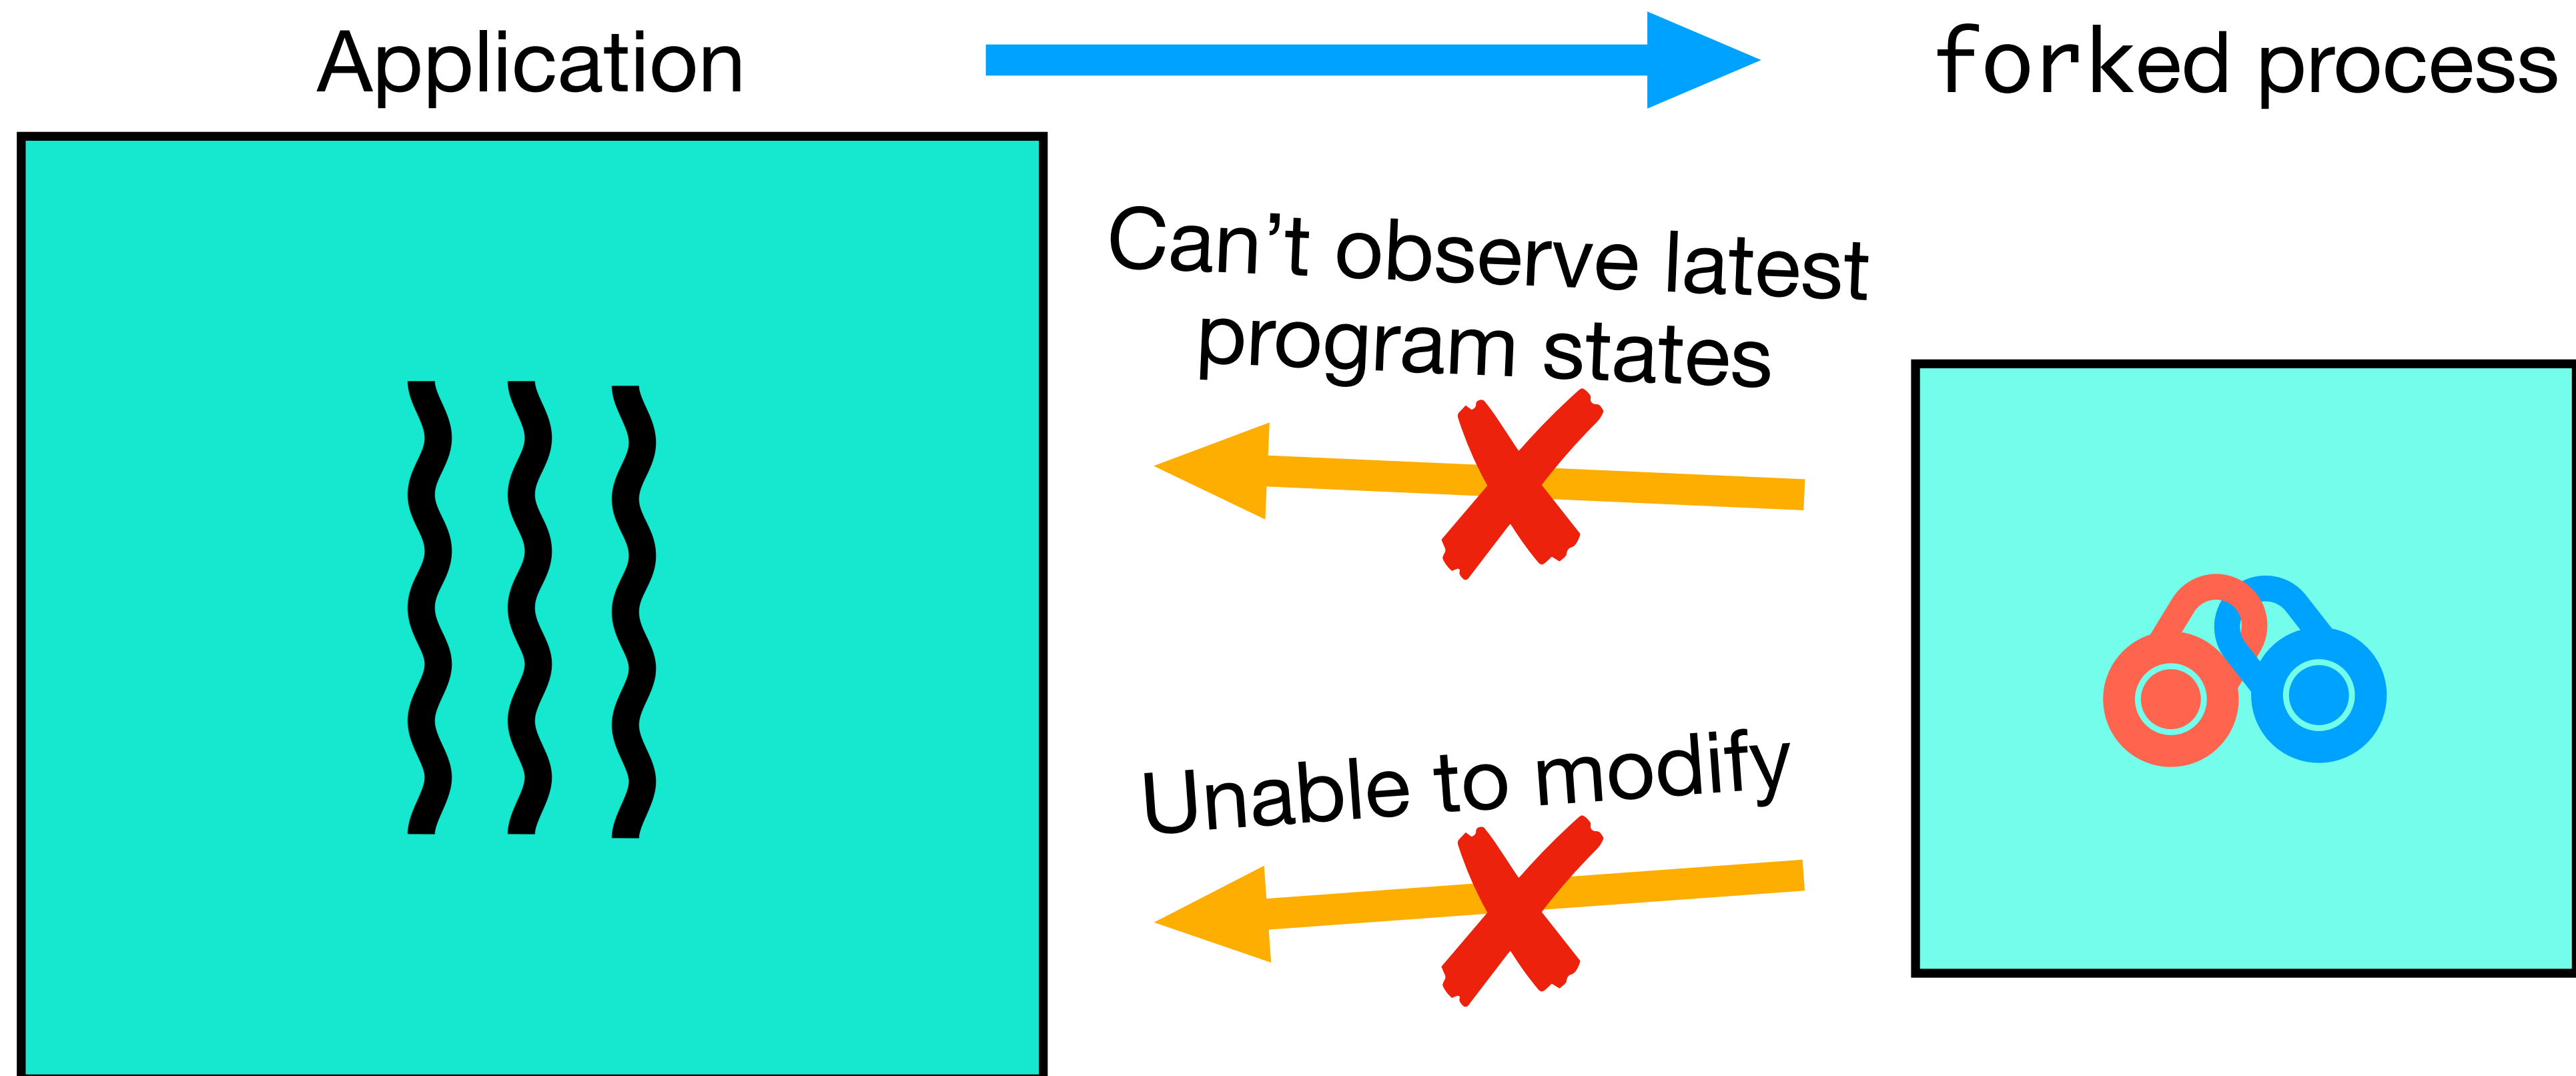 Application
forked process
Can’t observe latest
program states
Unable to modify